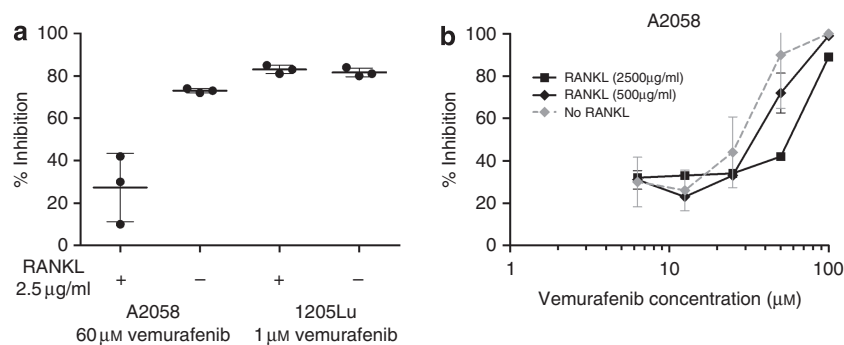 a
% Inhibition
100
80
60
40
20
0
RANKL
2.5 μg/ml
+ − + −
A2058
60 μM vemurafenib
1205Lu
1 μM vemurafenib
b
A2058
% Inhibition
100
80
60
40
20
0
RANKL (2500μg/ml)
RANKL (500μg/ml)
No RANKL
1 10 100
Vemurafenib concentration (μM)